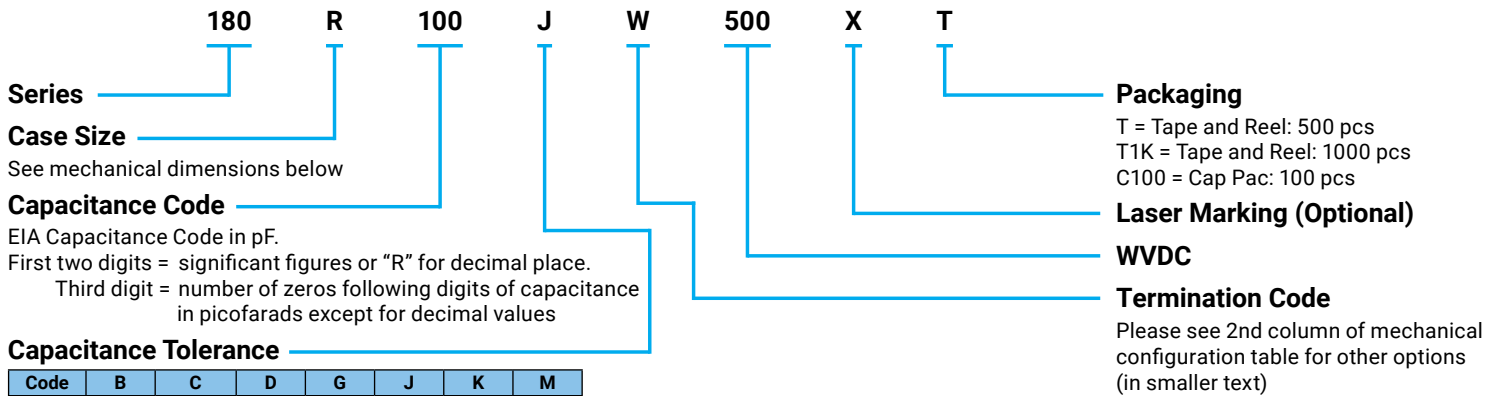 180 R 100 J W 500 X T
Series
Case Size
See mechanical dimensions below
Capacitance Code
EIA Capacitance Code in pF.
First two digits = significant figures or “R” for decimal place.
Third digit = number of zeros following digits of capacitance
in picofarads except for decimal values
Capacitance Tolerance
Code B C D G J K M
Packaging
T = Tape and Reel: 500 pcs
T1K = Tape and Reel: 1000 pcs
C100 = Cap Pac: 100 pcs
Laser Marking (Optional)
WVDC
Termination Code
Please see 2nd column of mechanical
configuration table for other options
(in smaller text)